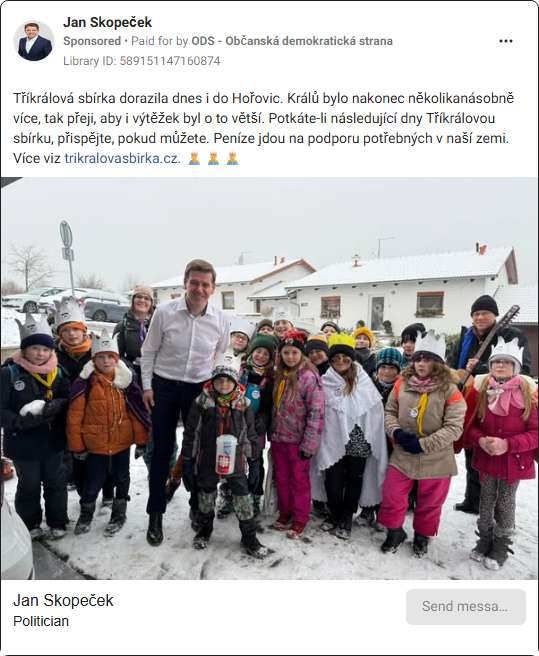 Jan Skopeček
Sponsored • Paid for by ODS - Občanská demokratická strana
Library ID: 589151147160874
Tříkrálová sbírka dorazila dnes i do Hořovic. Králů bylo nakonec několikanásobně
více, tak přeji, aby i výtěžek byl o to větší. Potkáte-li následující dny Tříkrálovou
sbírku, přispějte, pokud můžete. Peníze jdou na podporu potřebných v naší zemi.
Více viz trikralovasbirka.cz. 🤴 🤴 🤴
Jan Skopeček
Politician
Send messa...